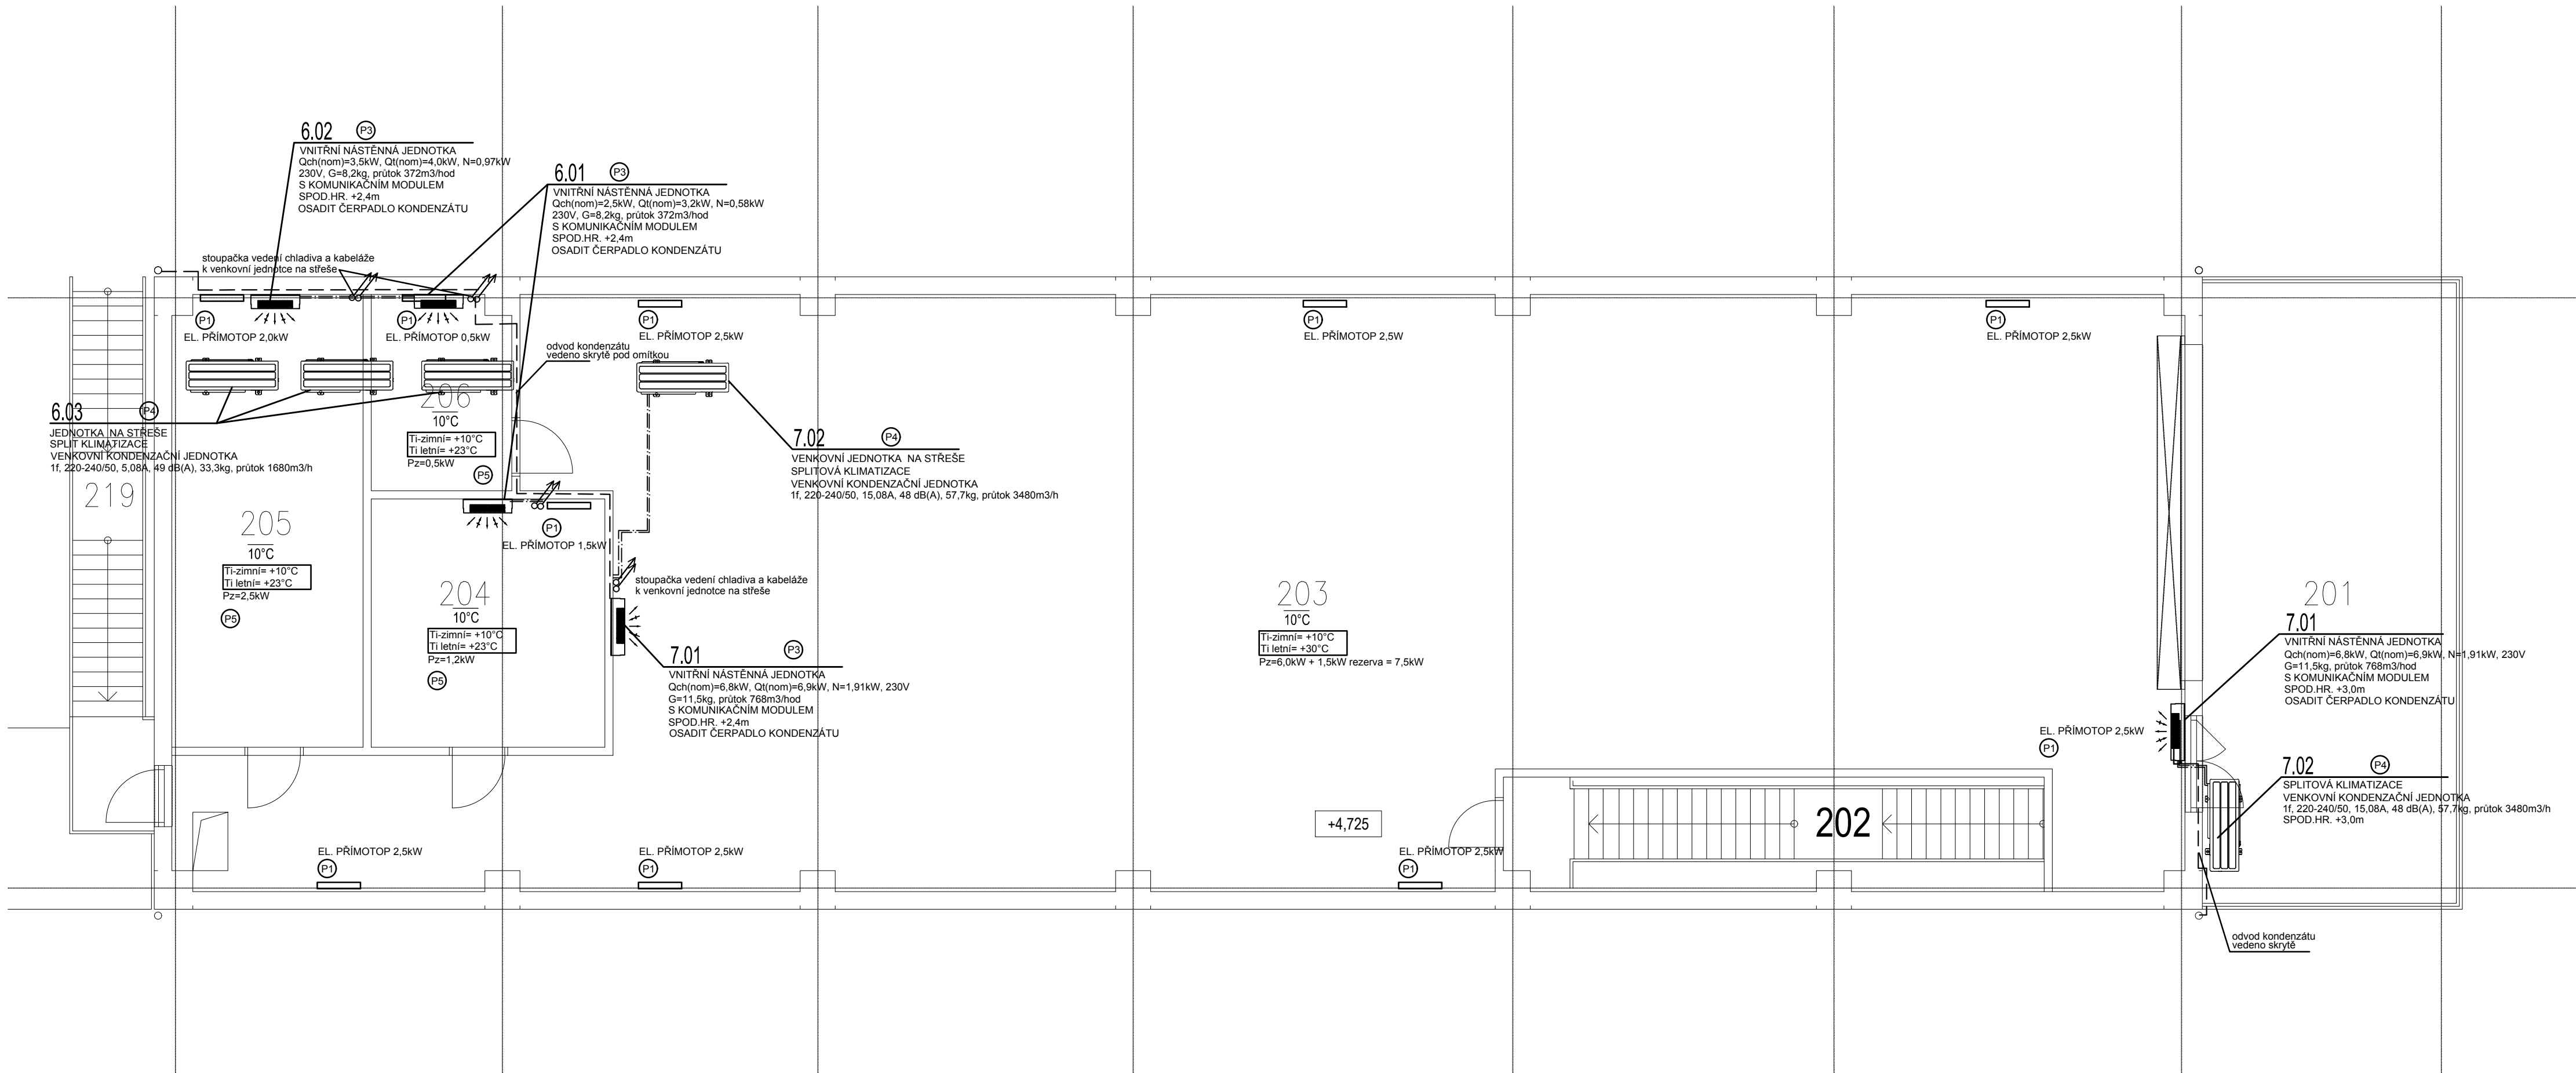 6.02 P3
VNITŘNÍ NÁSTĚNNÁ JEDNOTKA
Qch(nom)=3,5kW, Qt(nom)=4,0kW, N=0,97kW
230V, G=8,2kg, průtok 372m3/hod
S KOMUNIKAČNÍM MODULEM
SPOD.HR. +2,4m
OSADIT ČERPADLO KONDENZÁTU
6.01 P3
VNITŘNÍ NÁSTĚNNÁ JEDNOTKA
Qch(nom)=2,5kW, Qt(nom)=3,2kW, N=0,58kW
230V, G=8,2kg, průtok 372m3/hod
S KOMUNIKAČNÍM MODULEM
SPOD.HR. +2,4m
OSADIT ČERPADLO KONDENZÁTU
stoupačka vedení chladiva a kabeláže
k venkovní jednotce na střeše
P1
EL. PŘÍMOTOP 2,0kW
P1
EL. PŘÍMOTOP 0,5kW
P1
EL. PŘÍMOTOP 2,5kW
P1
EL. PŘÍMOTOP 2,5W
P1
EL. PŘÍMOTOP 2,5kW
odvod kondenzátu
vedeno skrytě pod omítkou
6.03 P4
JEDNOTKA NA STŘEŠE
SPLIT KLIMATIZACE
VENKOVNÍ KONDENZAČNÍ JEDNOTKA
1f, 220-240/50, 5,08A, 49 dB(A), 33,3kg, průtok 1680m3/h
206
10°C
Ti-zimní= +10°C
Ti letní= +23°C
Pz=0,5kW
P5
7.02 P4
VENKOVNÍ JEDNOTKA NA STŘEŠE
SPLITOVÁ KLIMATIZACE
VENKOVNÍ KONDENZAČNÍ JEDNOTKA
1f, 220-240/50, 15,08A, 48 dB(A), 57,7kg, průtok 3480m3/h
219
205
10°C
Ti-zimní= +10°C
Ti letní= +23°C
Pz=2,5kW
P5
P1
EL. PŘÍMOTOP 1,5kW
stoupačka vedení chladiva a kabeláže
k venkovní jednotce na střeše
204
10°C
Ti-zimní= +10°C
Ti letní= +23°C
Pz=1,2kW
P5
7.01 P3
VNITŘNÍ NÁSTĚNNÁ JEDNOTKA
Qch(nom)=6,8kW, Qt(nom)=6,9kW, N=1,91kW, 230V
G=11,5kg, průtok 768m3/hod
S KOMUNIKAČNÍM MODULEM
SPOD.HR. +2,4m
OSADIT ČERPADLO KONDENZÁTU
203
10°C
Ti-zimní= +10°C
Ti letní= +30°C
Pz=6,0kW + 1,5kW rezerva = 7,5kW
201
7.01
VNITŘNÍ NÁSTĚNNÁ JEDNOTKA
Qch(nom)=6,8kW, Qt(nom)=6,9kW, N=1,91kW, 230V
G=11,5kg, průtok 768m3/hod
S KOMUNIKAČNÍM MODULEM
SPOD.HR. +3,0m
OSADIT ČERPADLO KONDENZÁTU
EL. PŘÍMOTOP 2,5kW
P1
7.02 P4
SPLITOVÁ KLIMATIZACE
VENKOVNÍ KONDENZAČNÍ JEDNOTKA
1f, 220-240/50, 15,08A, 48 dB(A), 57,7kg, průtok 3480m3/h
SPOD.HR. +3,0m
+4,725
202
EL. PŘÍMOTOP 2,5kW
P1
EL. PŘÍMOTOP 2,5kW
P1
EL. PŘÍMOTOP 2,5kW
P1
odvod kondenzátu
vedeno skrytě